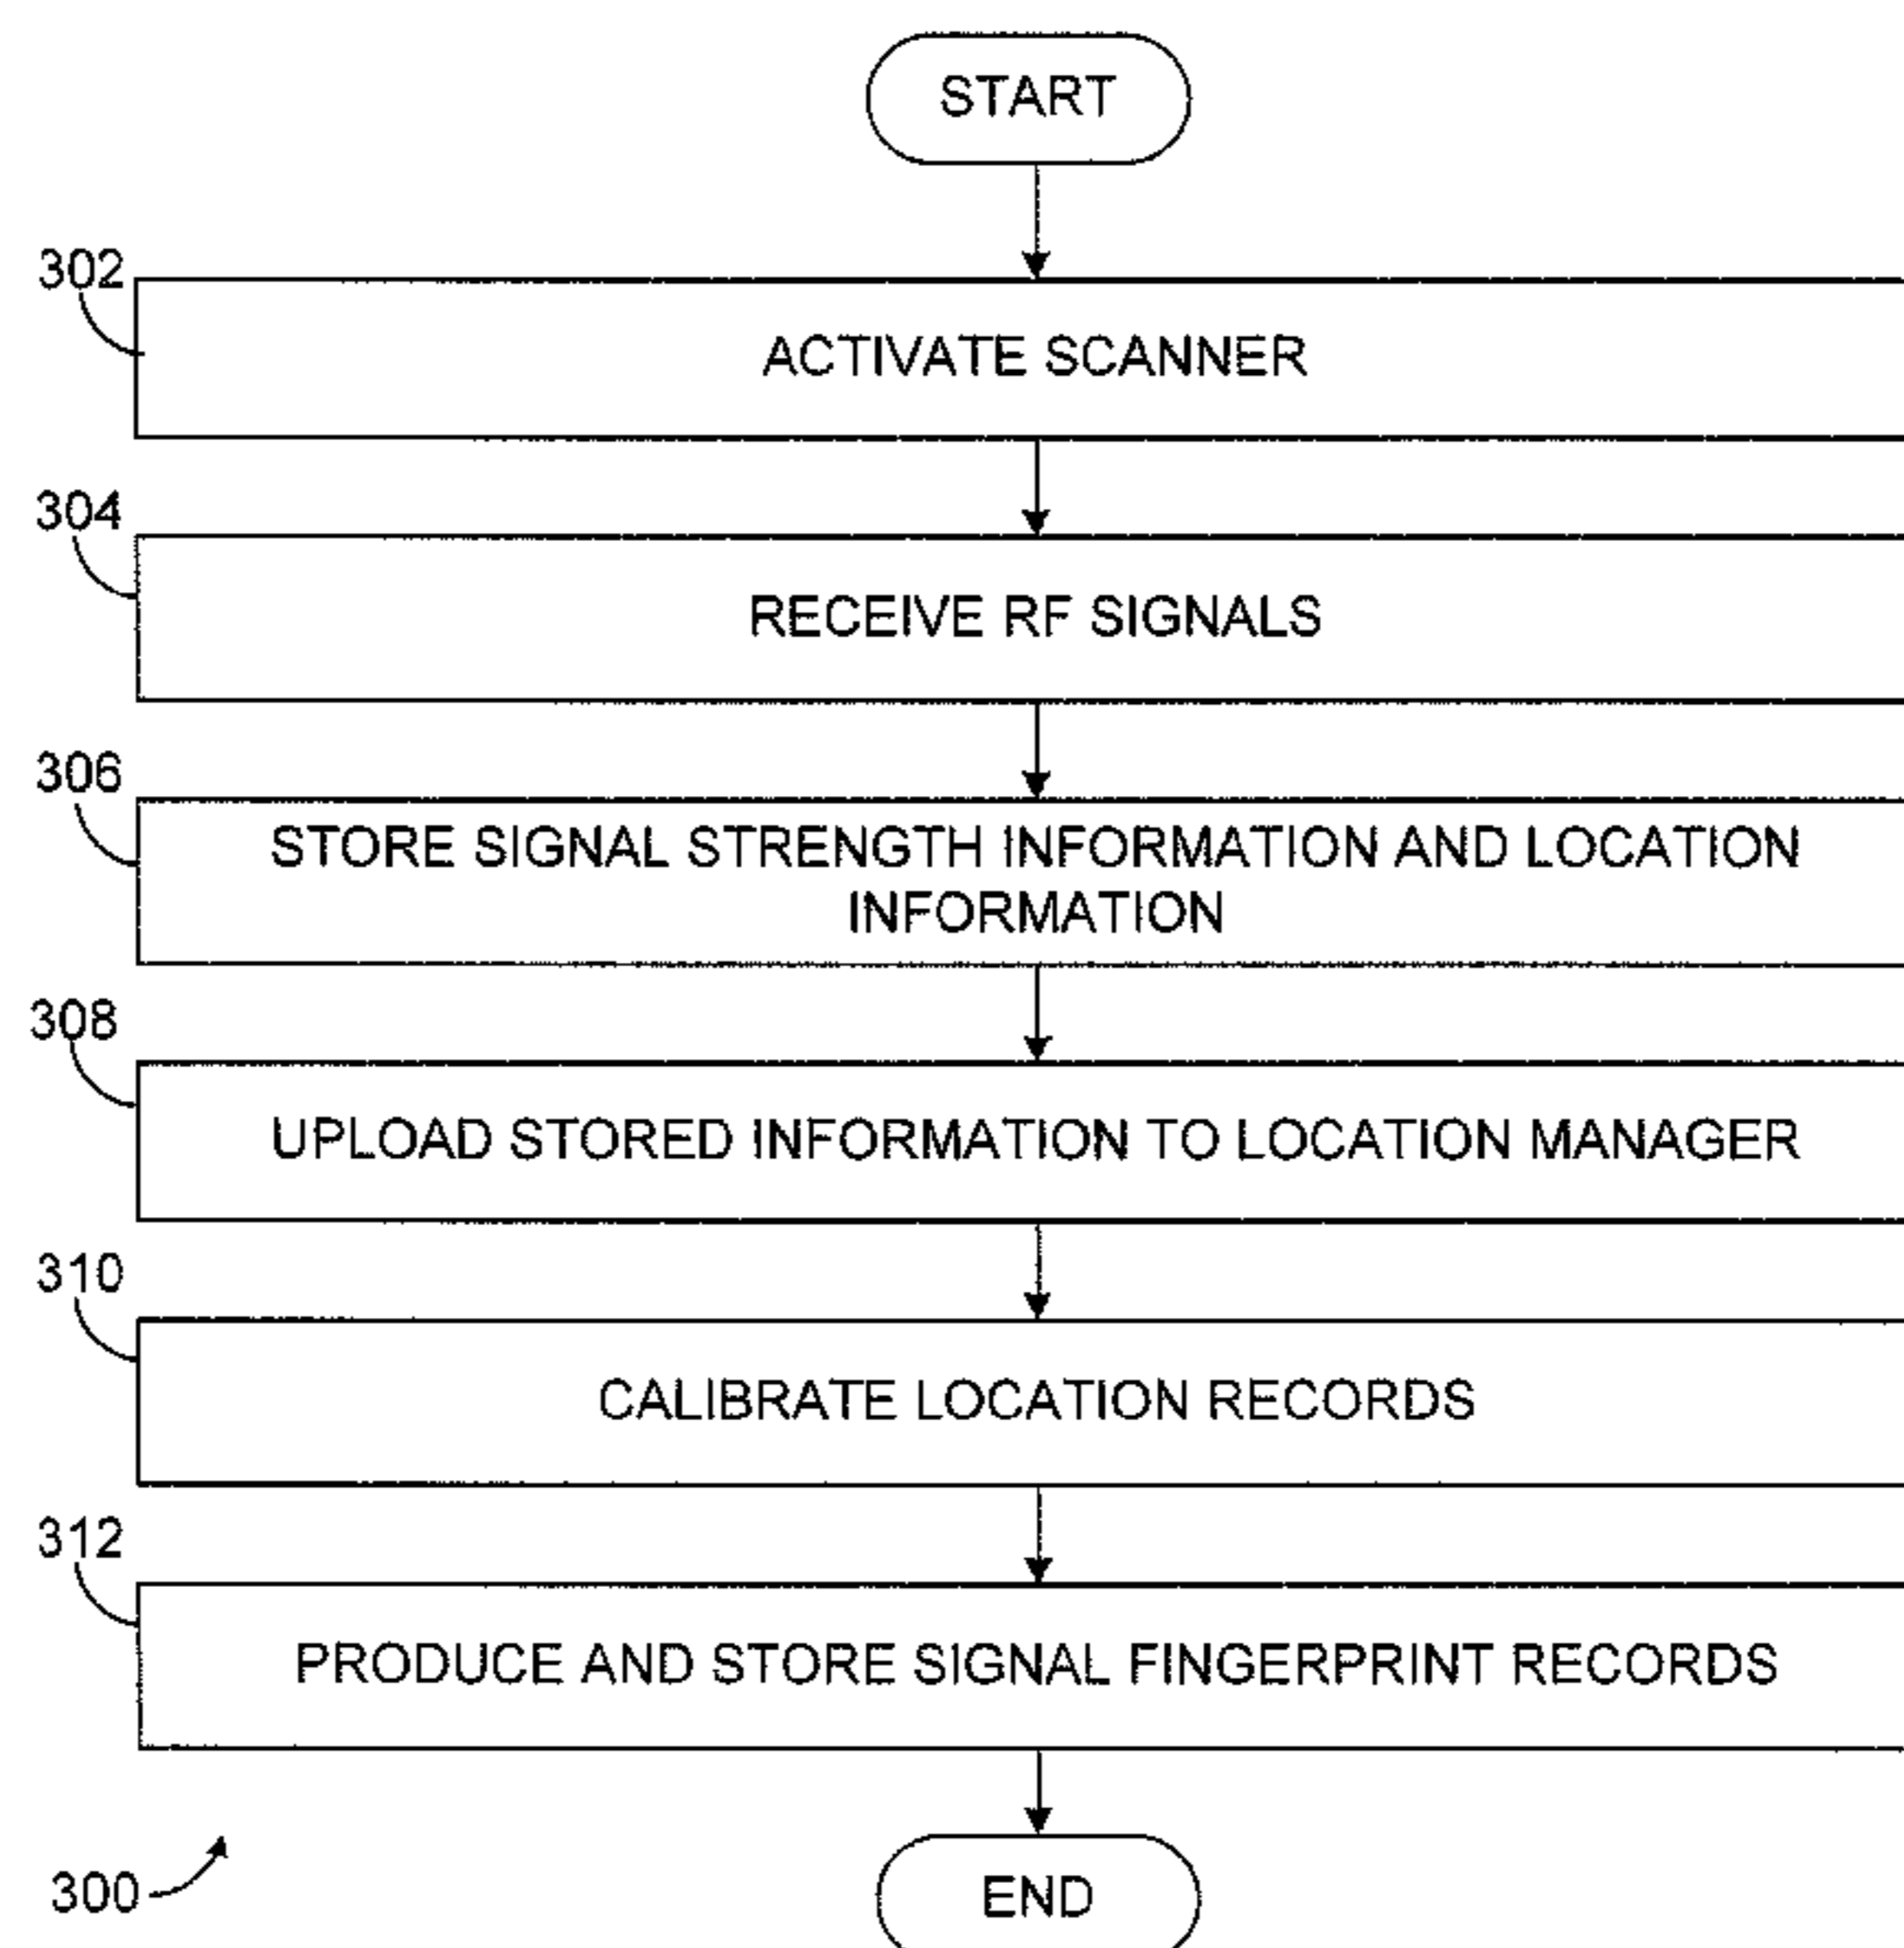 START
302
ACTIVATE SCANNER
304
RECEIVE RF SIGNALS
306
STORE SIGNAL STRENGTH INFORMATION AND LOCATION
INFORMATION
308
UPLOAD STORED INFORMATION TO LOCATION MANAGER
310
CALIBRATE LOCATION RECORDS
312
PRODUCE AND STORE SIGNAL FINGERPRINT RECORDS
300
END